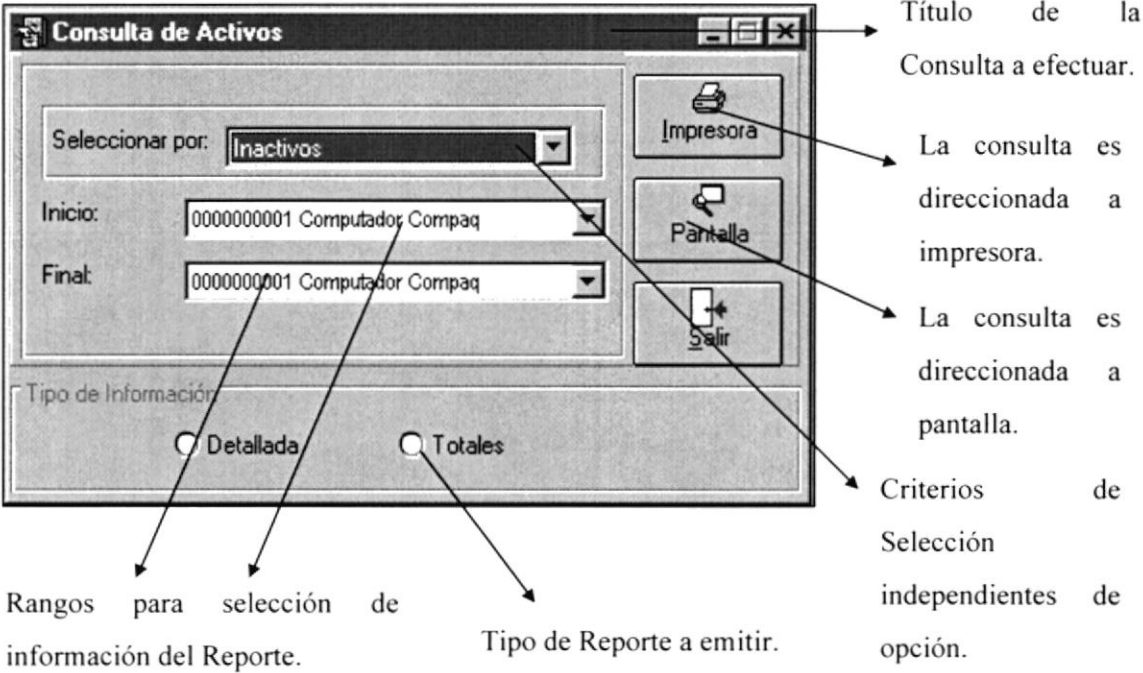 Consulta de Activos
Seleccionar por:
Inactivos
Inicio:
0000000001 Computador Compaq
Final:
0000000001 Computador Compaq
Impresora
Pantalla
Salir
Tipo de Información
Detallada
Totales
Título de la
Consulta a efectuar.
La consulta es
direccionada a
impresora.
La consulta es
direccionada a
pantalla.
Criterios de
Selección
independientes de
opción.
Rangos para selección de
información del Reporte.
Tipo de Reporte a emitir.